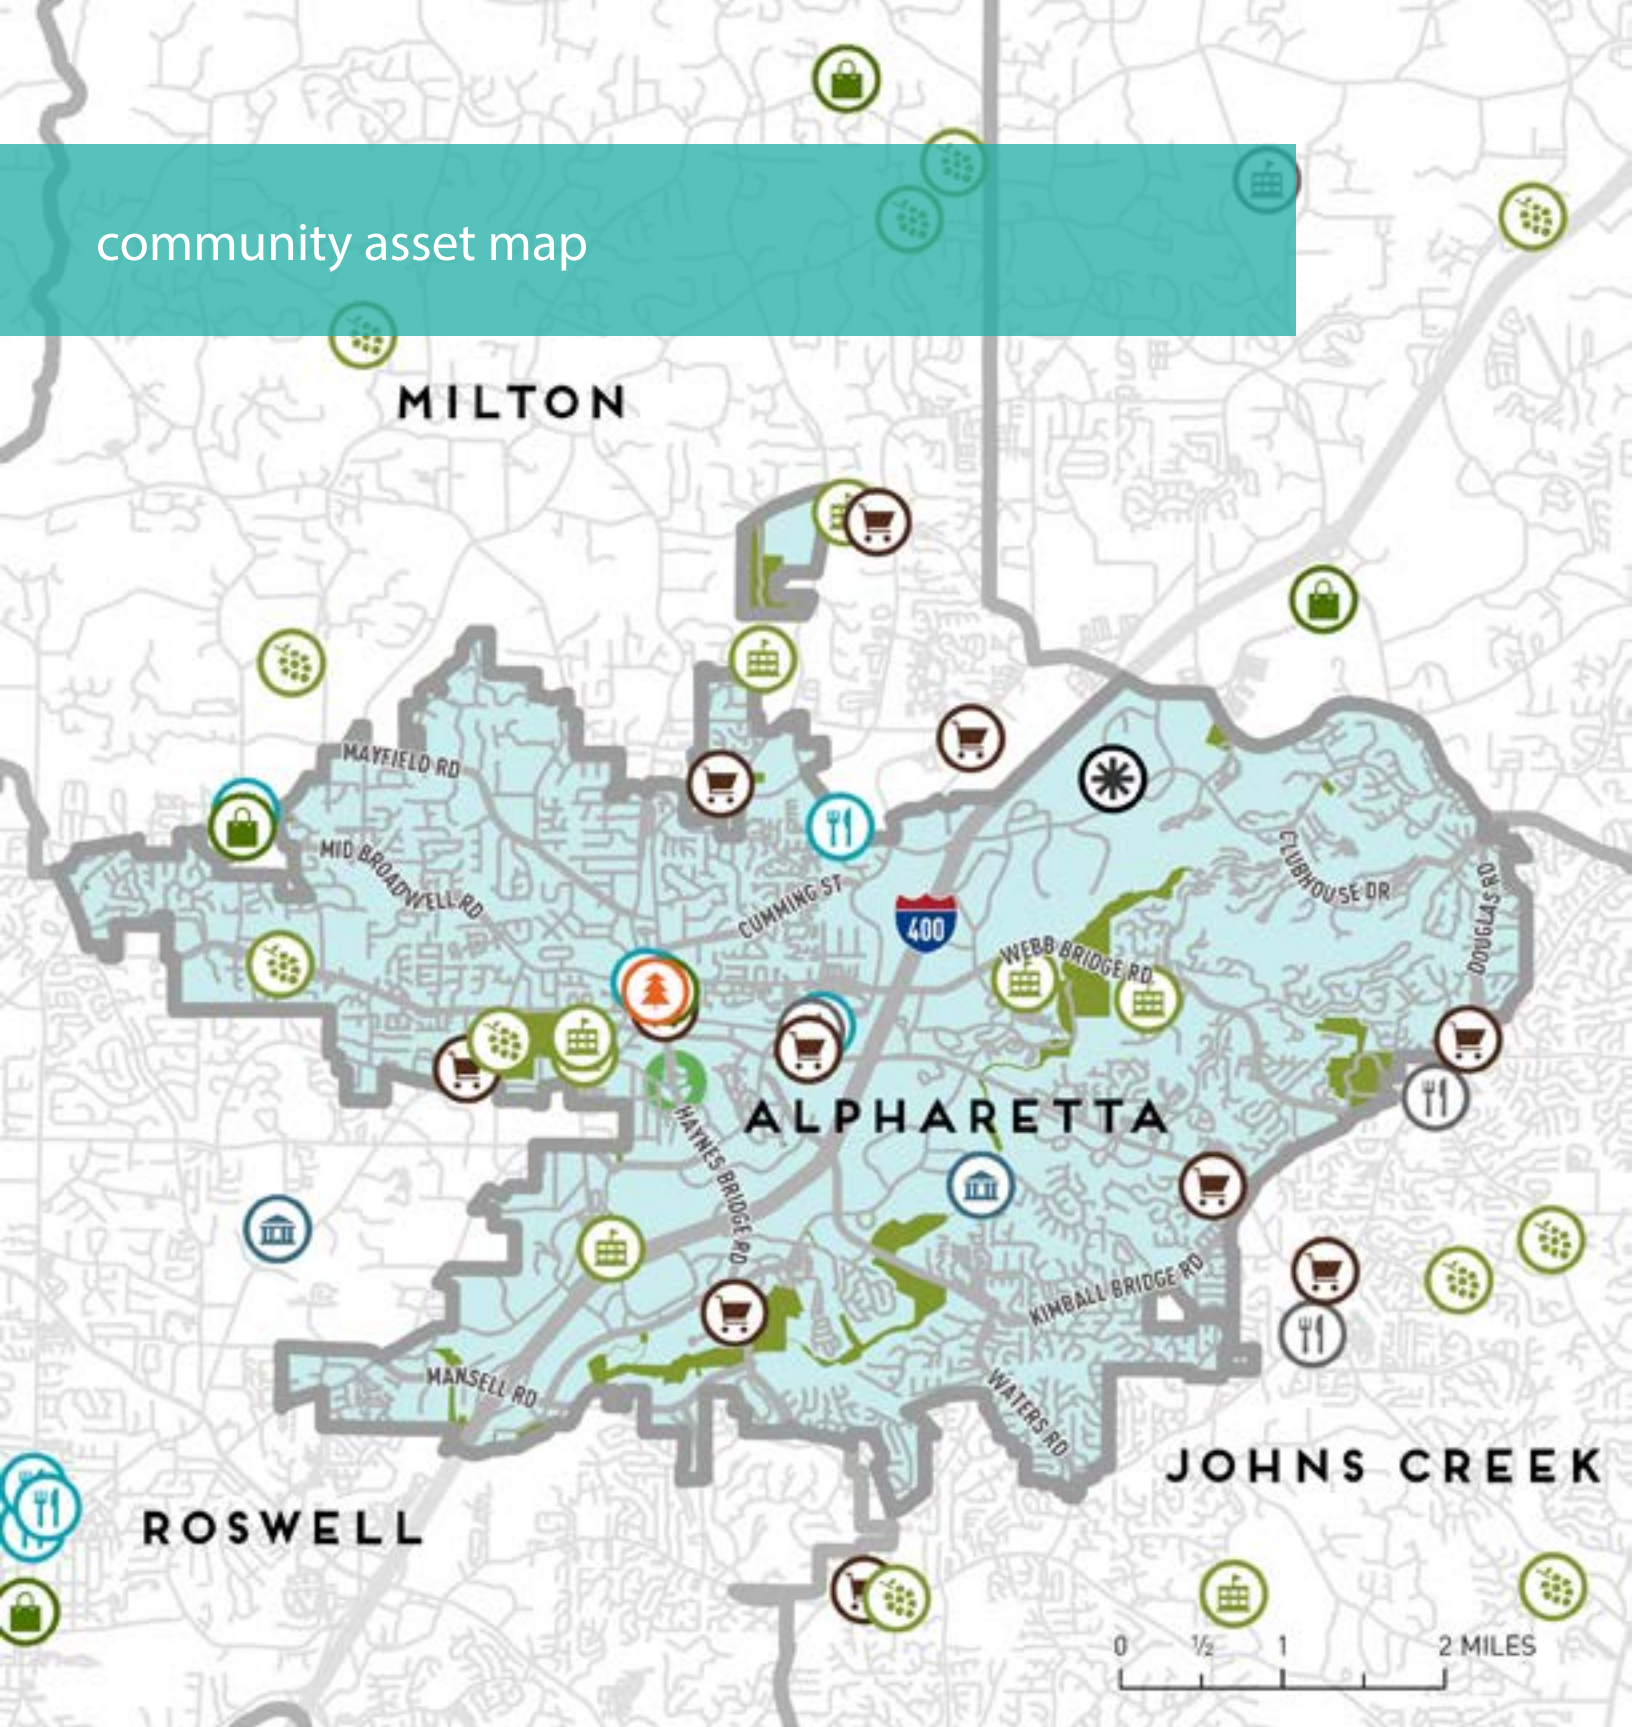 community asset map
MILTON
MAYFIELD RD
MID BROADWELL RD
CUMMING ST
400
CLUBHOUSE DR
DOUGLAS RD
WEBB BRIDGE RD
ALPHARETTA
HAYNES BRIDGE RD
KIMBALL BRIDGE RD
MANSELL RD
WATERS RD
JOHNS CREEK
ROSWELL
0 1/2 1 2 MILES